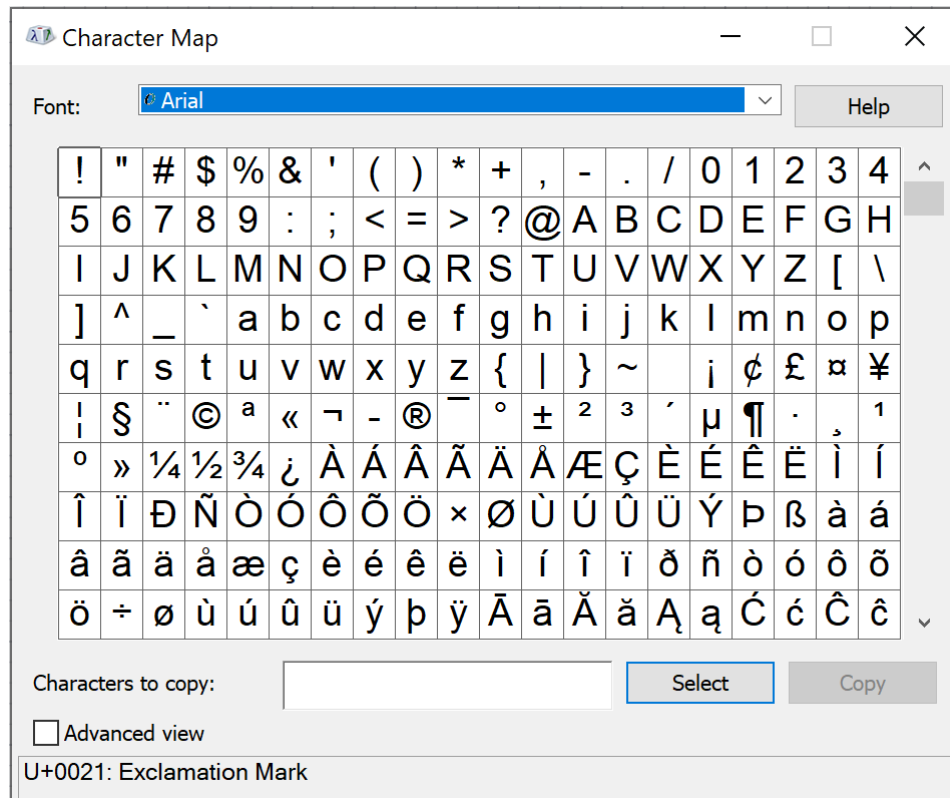 Character Map
Font: Arial Help
! " # $ % & ' ( ) * + , - . / 0 1 2 3 4
5 6 7 8 9 : ; < = > ? @ A B C D E F G H
I J K L M N O P Q R S T U V W X Y Z [ \
] ^ _ ` a b c d e f g h i j k l m n o p
q r s t u v w x y z { | } ~   ¡ ¢ £ ¤ ¥
¦ § ¨ © ª « ¬ - ® ¯ ° ± ² ³ ´ µ ¶ · ¸ ¹
º » ¼ ½ ¾ ¿ À Á Â Ã Ä Å Æ Ç È É Ê Ë Ì Í
Î Ï Ð Ñ Ò Ó Ô Õ Ö × Ø Ù Ú Û Ü Ý Þ ß à á
â ã ä å æ ç è é ê ë ì í î ï ð ñ ò ó ô õ
ö ÷ ø ù ú û ü ý þ ÿ Ā ā Ă ă Ą ą Ć ć Ĉ ĉ
Characters to copy: Select Copy
Advanced view
U+0021: Exclamation Mark